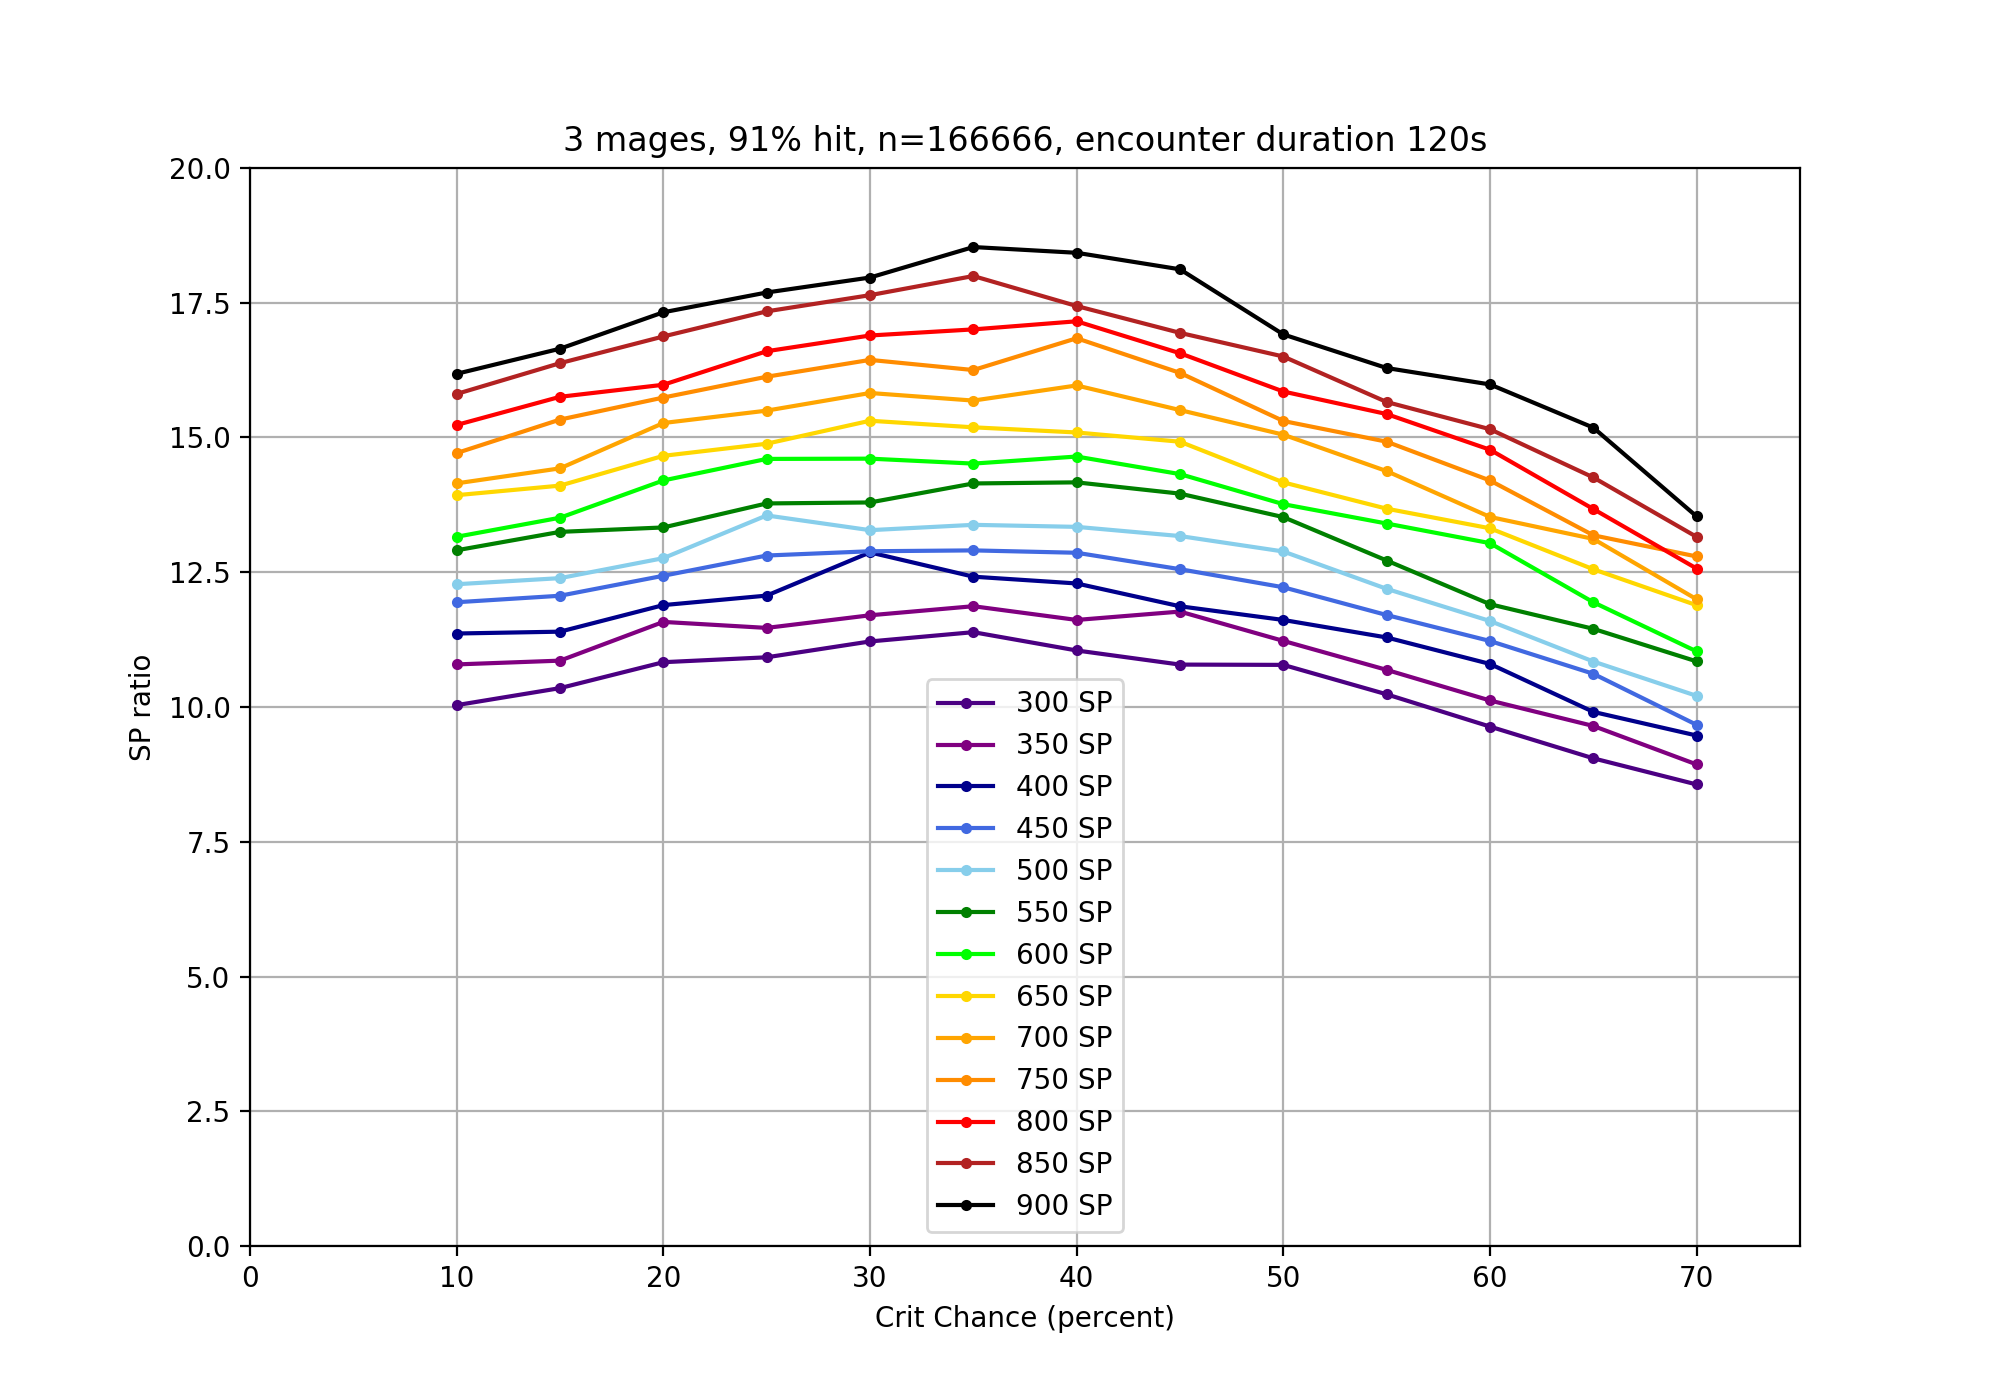 3 mages, 91% hit, n=166666, encounter duration 120s
20.0
17.5
15.0
12.5
10.0
7.5
5.0
2.5
0.0
SP ratio
300 SP
350 SP
400 SP
450 SP
500 SP
550 SP
600 SP
650 SP
700 SP
750 SP
800 SP
850 SP
900 SP
0 10 20 30 40 50 60 70
Crit Chance (percent)